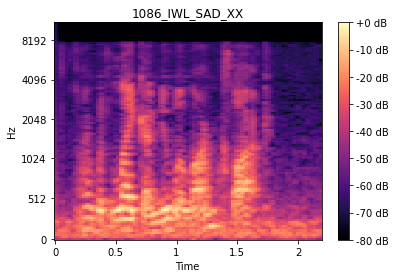 1086_IWL_SAD_XX
+0 dB
8192
-10 dB
4096
-20 dB
-30 dB
2048
Hz
-40 dB
1024
-50 dB
512
-60 dB
-70 dB
0
-80 dB
0 0.5 1 1.5 2
Time